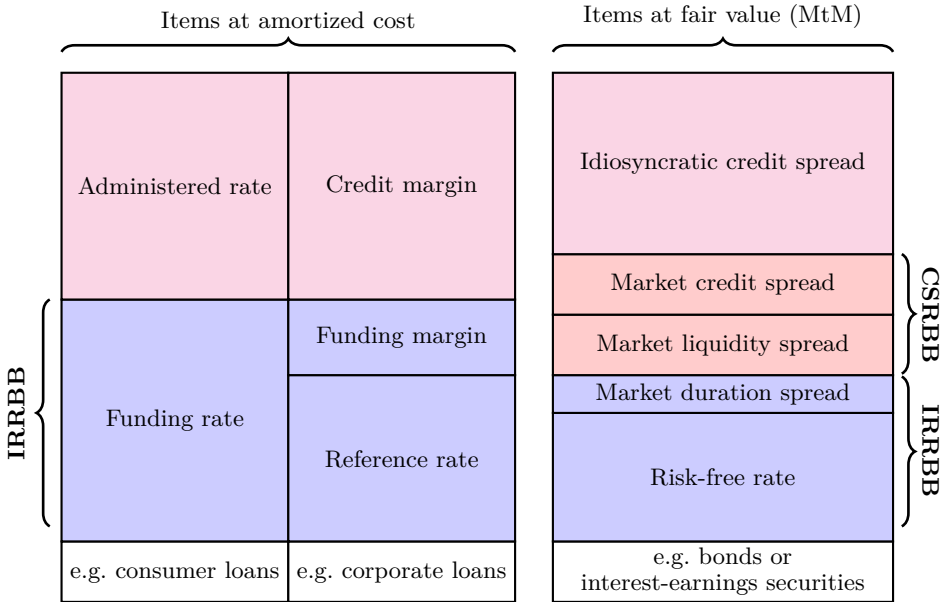 Items at amortized cost
Items at fair value (MtM)
Administered rate
Credit margin
Idiosyncratic credit spread
Market credit spread
Market liquidity spread
CSRBB
Funding margin
Funding rate
Reference rate
IRRBB
Market duration spread
Risk-free rate
IRRBB
e.g. consumer loans
e.g. corporate loans
e.g. bonds or
interest-earnings securities